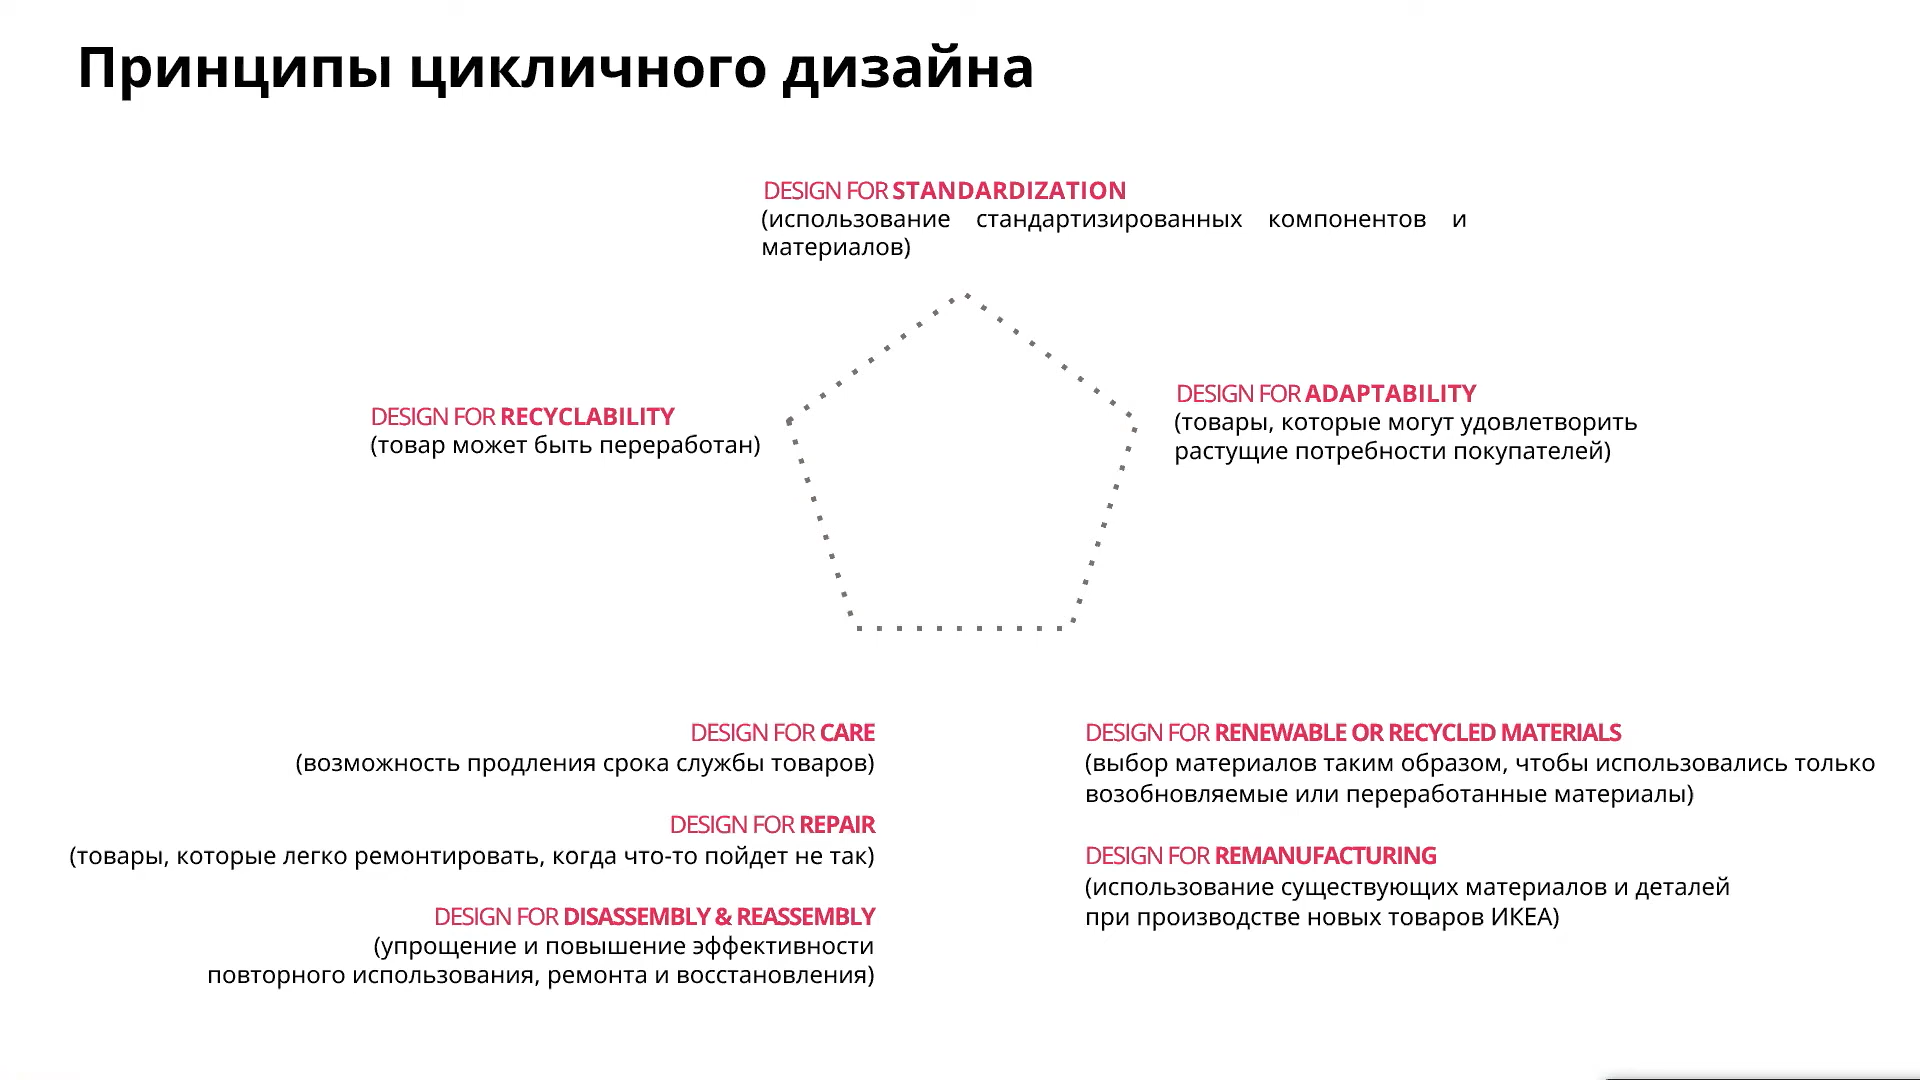 Принципы цикличного дизайна
DESIGN FOR STANDARDIZATION
(использование стандартизированных компонентов и
материалов)
DESIGN FOR ADAPTABILITY
(товары, которые могут удовлетворить
растущие потребности покупателей)
DESIGN FOR RECYCLABILITY
(товар может быть переработан)
DESIGN FOR CARE
(возможность продления срока службы товаров)
DESIGN FOR REPAIR
(товары, которые легко ремонтировать, когда что-то пойдет не так)
DESIGN FOR DISASSEMBLY & REASSEMBLY
(упрощение и повышение эффективности
повторного использования, ремонта и восстановления)
DESIGN FOR RENEWABLE OR RECYCLED MATERIALS
(выбор материалов таким образом, чтобы использовались только
возобновляемые или переработанные материалы)
DESIGN FOR REMANUFACTURING
(использование существующих материалов и деталей
при производстве новых товаров ИКЕА)